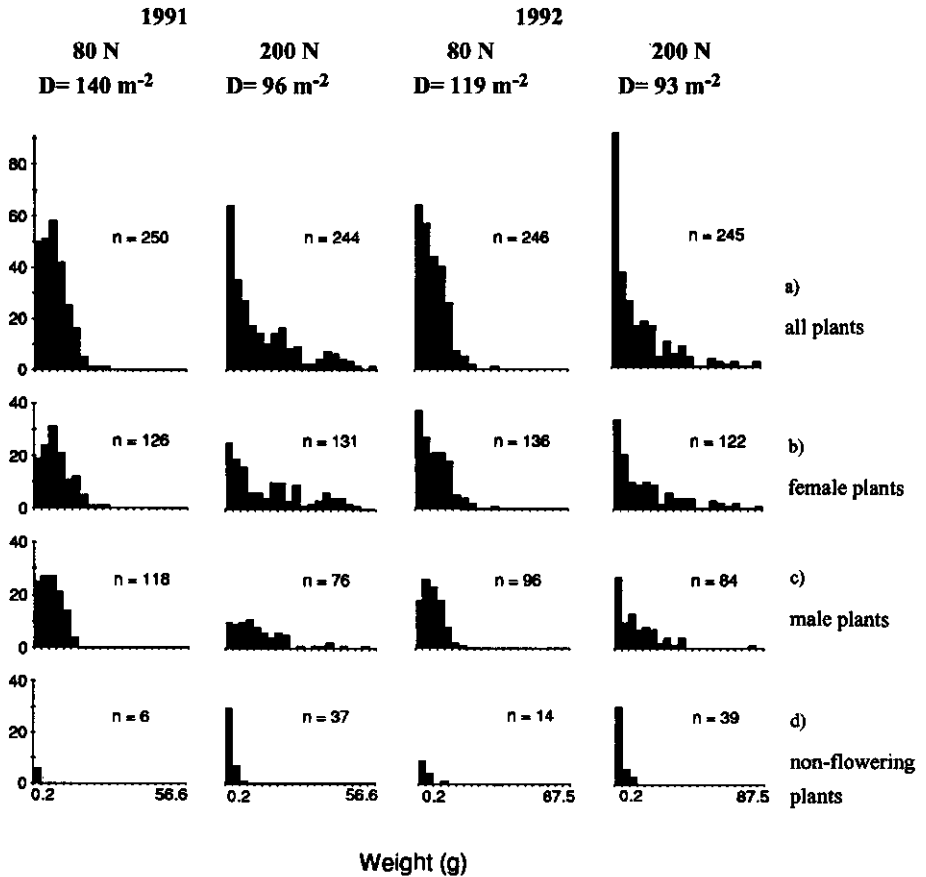 1991 1992
80 N 200 N 80 N 200 N
D= 140 m-2 D= 96 m-2 D= 119 m-2 D= 93 m-2
80
60
40
20
0
n = 250 n = 244 n = 246 n = 245
a)
all plants
40
20
0
n = 126 n = 131 n = 136 n = 122
b)
female plants
40
20
0
n = 118 n = 76 n = 96 n = 84
c)
male plants
40
20
0
n = 6 n = 37 n = 14 n = 39
d)
non-flowering
plants
0.2 56.6 0.2 56.6 0.2 87.5 0.2 87.5
Weight (g)